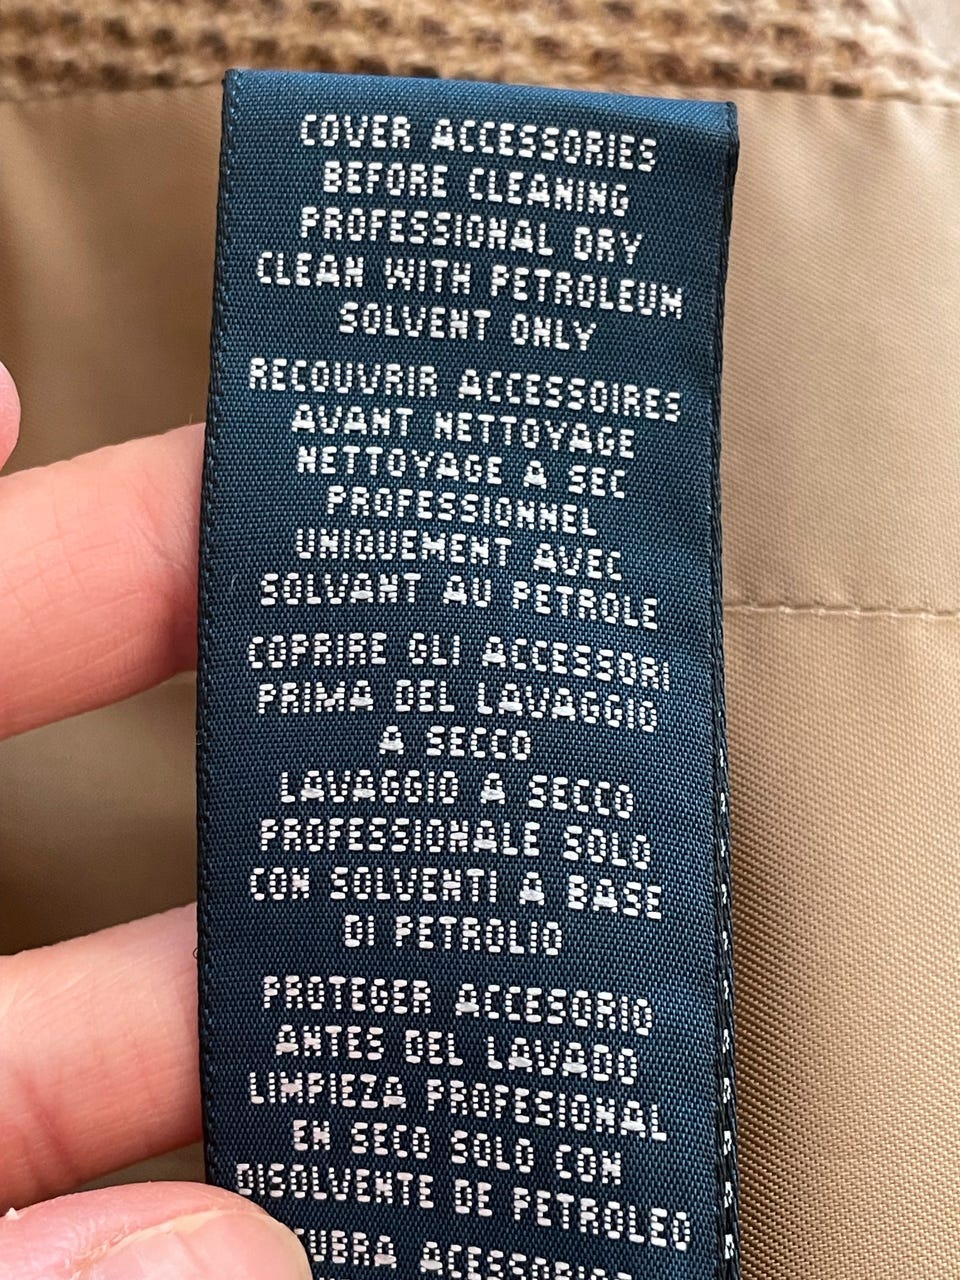 COVER ACCESSORIES
BEFORE CLEANING
PROFESSIONAL DRY
CLEAN WITH PETROLEUM
SOLVENT ONLY
RECOUVRIR ACCESSOIRES
AVANT NETTOYAGE
NETTOYAGE A SEC
PROFESSIONNEL
UNIQUEMENT AVEC
SOLVANT AU PETROLE
COPRIRE GLI ACCESSORI
PRIMA DEL LAVAGGIO
A SECCO
LAVAGGIO A SECCO
PROFESSIONALE SOLO
CON SOLVENTI A BASE
DI PETROLIO
PROTEGER ACCESORIO
ANTES DEL LAVADO
LIMPIEZA PROFESIONAL
EN SECO SOLO CON
DISOLVENTE DE PETROLEO